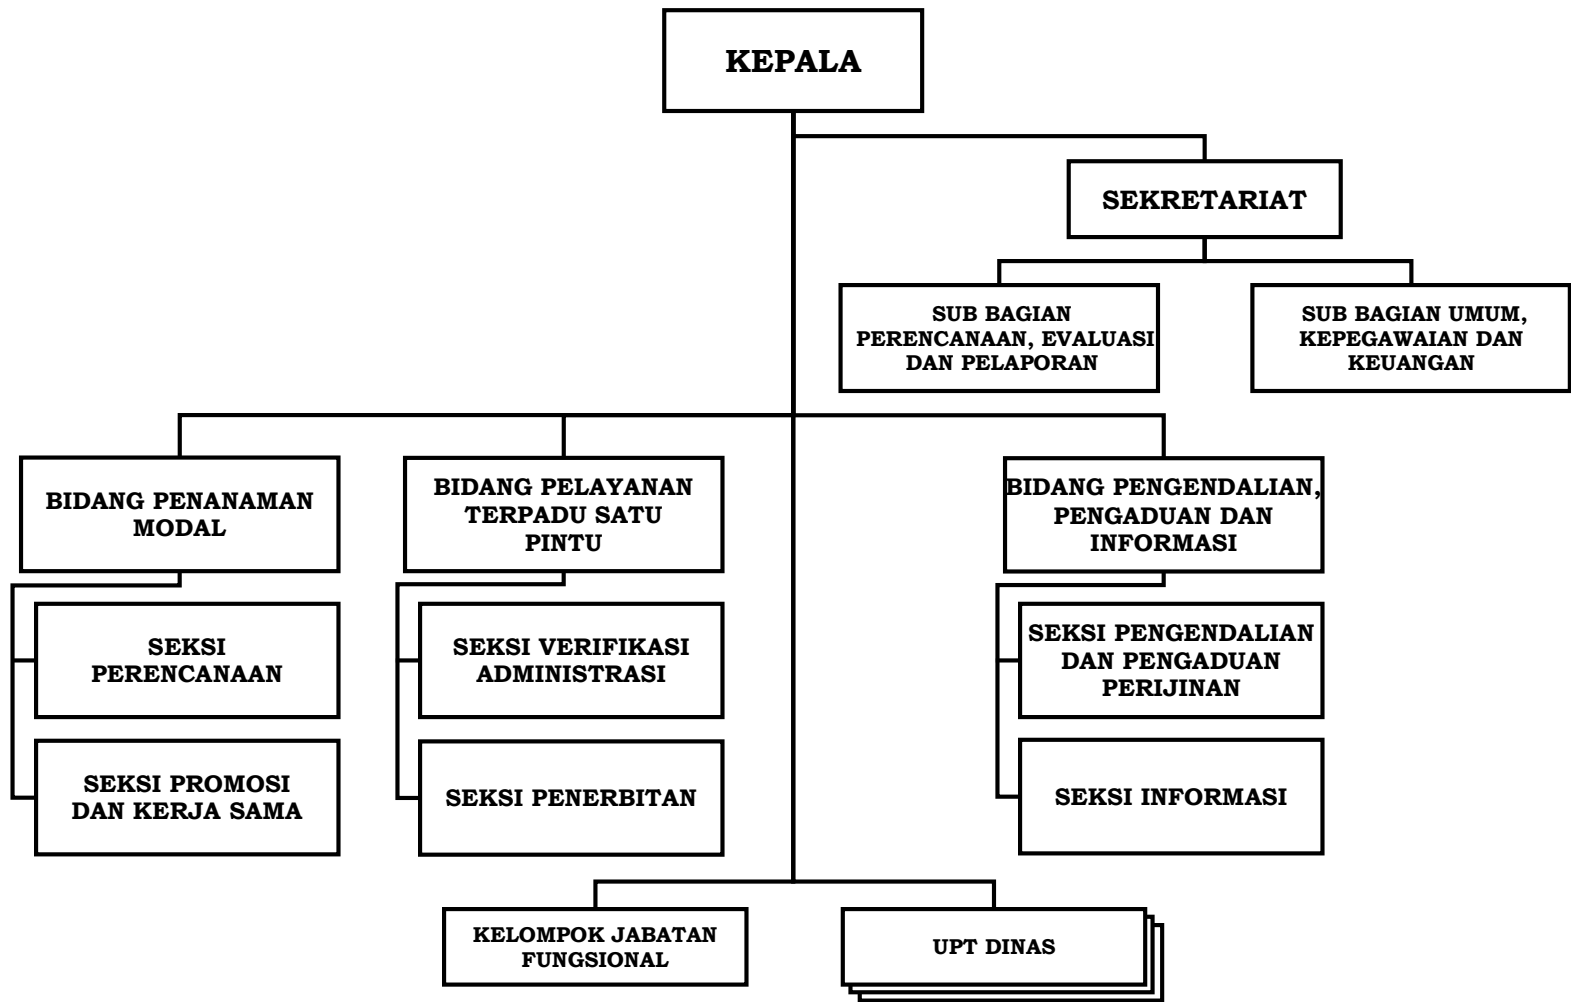 KEPALA
SEKRETARIAT
SUB BAGIAN
PERENCANAAN, EVALUASI
DAN PELAPORAN
SUB BAGIAN UMUM,
KEPEGAWAIAN DAN
KEUANGAN
BIDANG PENANAMAN
MODAL
BIDANG PELAYANAN
TERPADU SATU
PINTU
BIDANG PENGENDALIAN,
PENGADUAN DAN
INFORMASI
SEKSI
PERENCANAAN
SEKSI VERIFIKASI
ADMINISTRASI
SEKSI PENGENDALIAN
DAN PENGADUAN
PERIJINAN
SEKSI PROMOSI
DAN KERJA SAMA
SEKSI PENERBITAN
SEKSI INFORMASI
KELOMPOK JABATAN
FUNGSIONAL
UPT DINAS